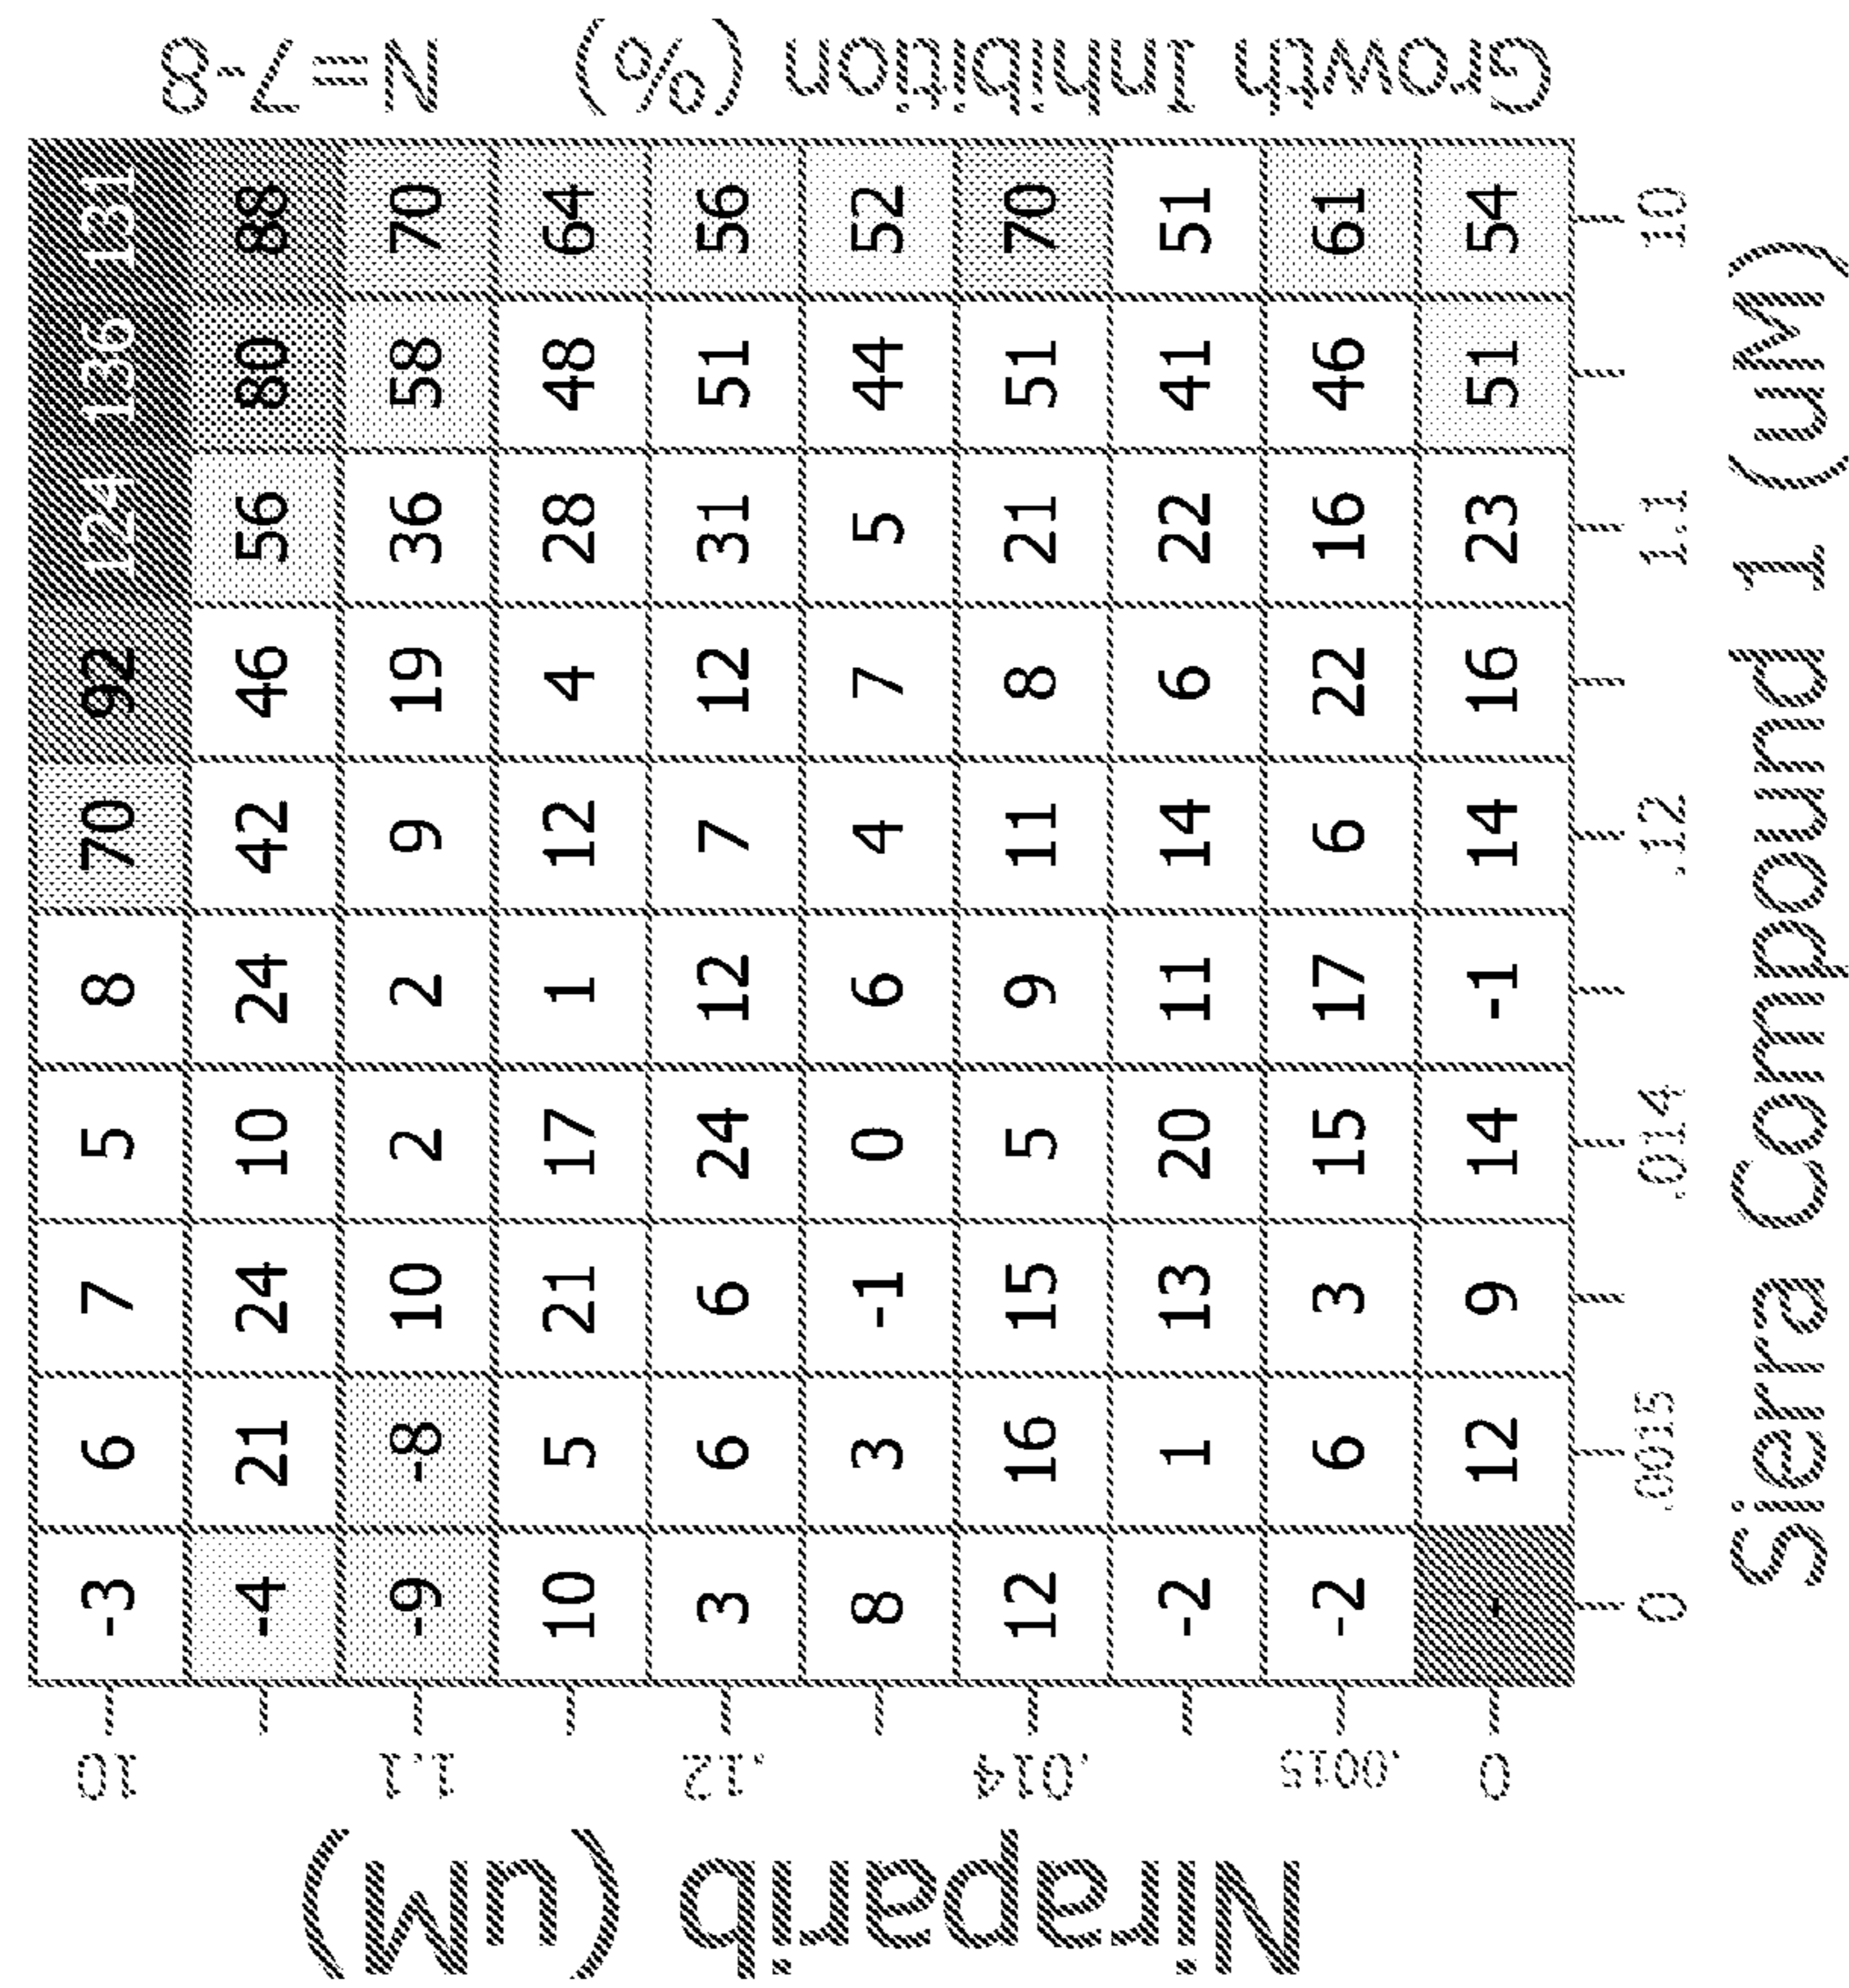 Niraparib (uM)
10 -3 6 7 5 8 70 92 124 136 131
-4 21 24 10 24 42 46 56 80 88
1.1 -9 -8 10 2 2 9 19 36 58 70
10 5 21 17 1 12 4 28 48 64
.12 3 6 6 24 12 7 12 31 51 56
8 3 -1 0 6 4 7 5 44 52
.014 12 16 15 5 9 11 8 21 51 70
-2 1 13 20 11 14 6 22 41 51
.0015 -2 6 3 15 17 6 22 16 46 61
0 - 12 9 14 -1 14 16 23 51 54
0 .0015 .014 .12 1.1 10
Sierra Compound 1 (uM)
Growth Inhibition (%) N=7-8